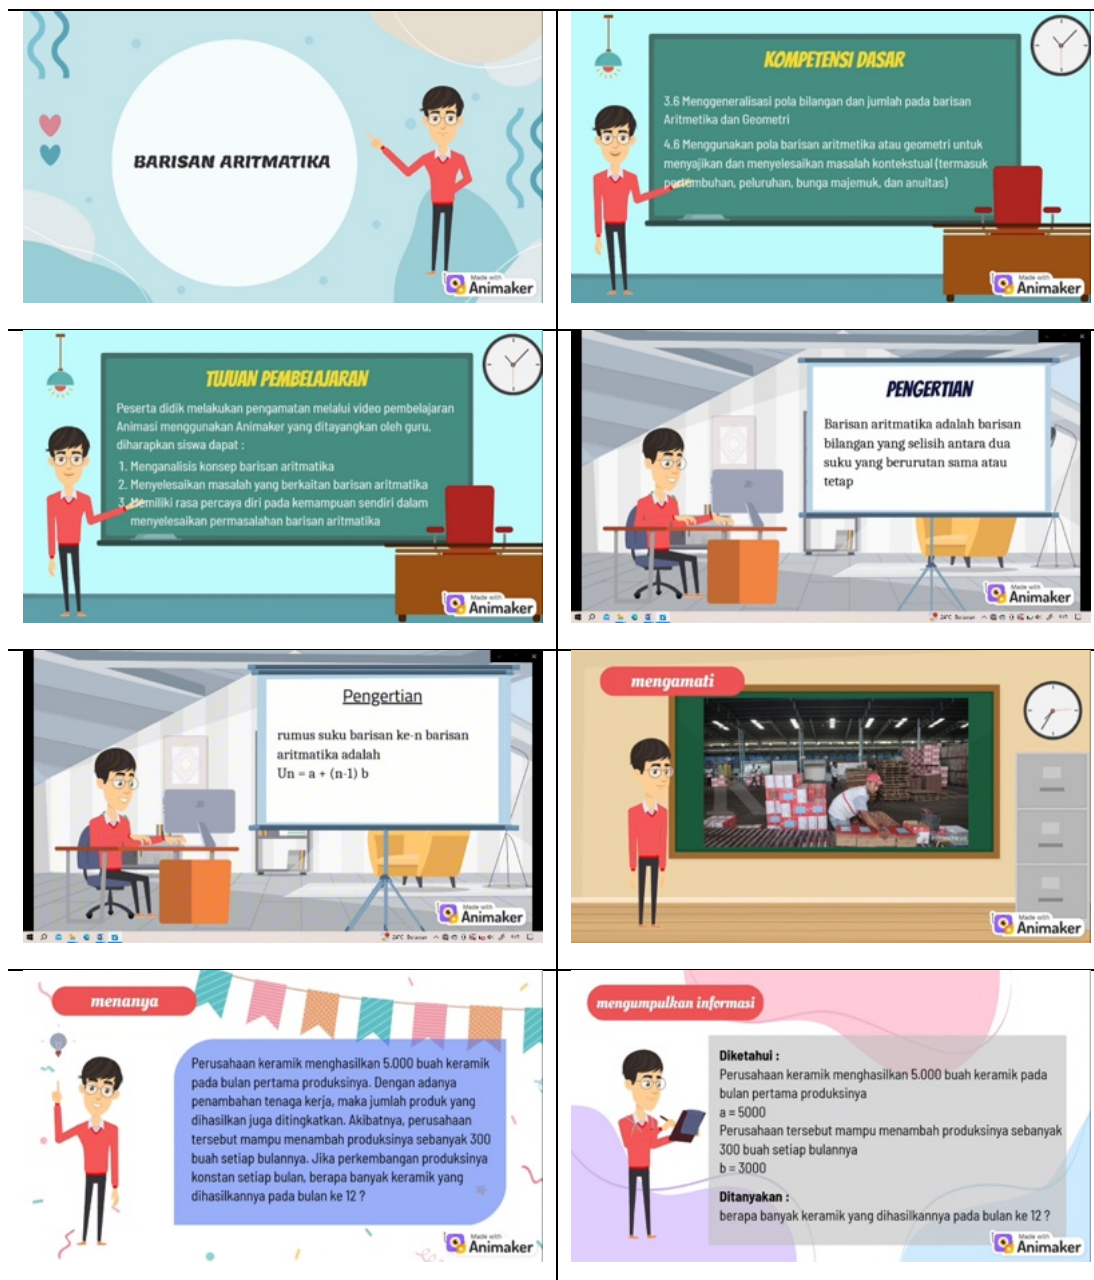 BARISAN ARITMATIKA
Made with
Animaker
KOMPETENSI DASAR
3.6 Menggeneralisasi pola bilangan dan jumlah pada barisan
Aritmetika dan Geometri
4.6 Menggunakan pola barisan aritmetika atau geometri untuk
menyajikan dan menyelesaikan masalah kontekstual (termasuk
pertumbuhan, peluruhan, bunga majemuk, dan anuitas)
Made with
Animaker
TUJUAN PEMBELAJARAN
Peserta didik melakukan pengamatan melalui video pembelajaran
Animasi menggunakan Animaker yang ditayangkan oleh guru,
diharapkan siswa dapat :
1. Menganalisis konsep barisan aritmatika
2. Menyelesaikan masalah yang berkaitan barisan aritmatika
3. Memiliki rasa percaya diri pada kemampuan sendiri dalam
menyelesaikan permasalahan barisan aritmatika
Made with
Animaker
PENGERTIAN
Barisan aritmatika adalah barisan
bilangan yang selisih antara dua
suku yang berurutan sama atau
tetap
Made with
Animaker
Pengertian
rumus suku barisan ke-n barisan
aritmatika adalah
Un = a + (n-1) b
Made with
Animaker
mengamati
Made with
Animaker
menanya
Perusahaan keramik menghasilkan 5.000 buah keramik
pada bulan pertama produksinya. Dengan adanya
penambahan tenaga kerja, maka jumlah produk yang
dihasilkan juga ditingkatkan. Akibatnya, perusahaan
tersebut mampu menambah produksinya sebanyak 300
buah setiap bulannya. Jika perkembangan produksinya
konstan setiap bulan, berapa banyak keramik yang
dihasilkannya pada bulan ke 12 ?
Made with
Animaker
mengumpulkan informasi
Diketahui :
Perusahaan keramik menghasilkan 5.000 buah keramik pada
bulan pertama produksinya
a = 5000
Perusahaan tersebut mampu menambah produksinya sebanyak
300 buah setiap bulannya
b = 3000
Ditanyakan :
berapa banyak keramik yang dihasilkannya pada bulan ke 12 ?
Made with
Animaker